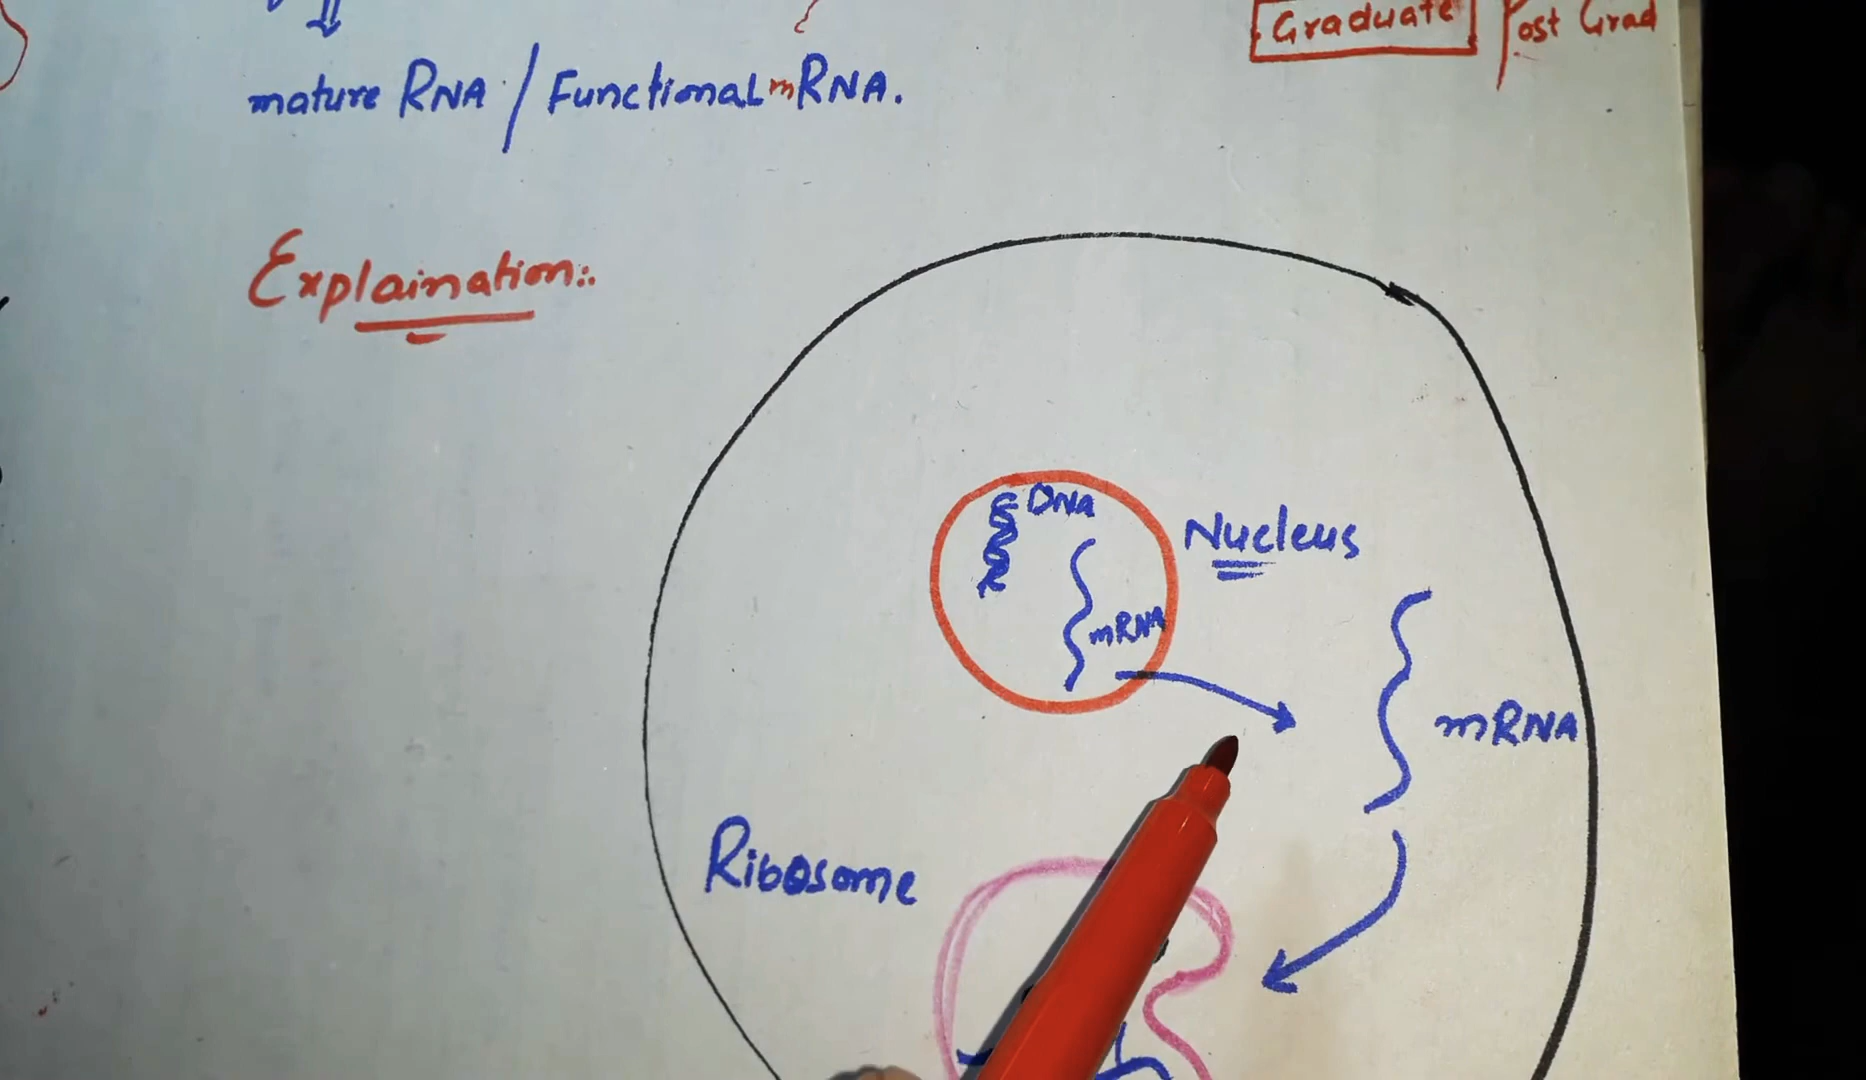 Graduate
Post Grad
mature RNA / Functional mRNA.
Explaination:.
DNA
Nucleus
mRNA
mRNA
Ribosome